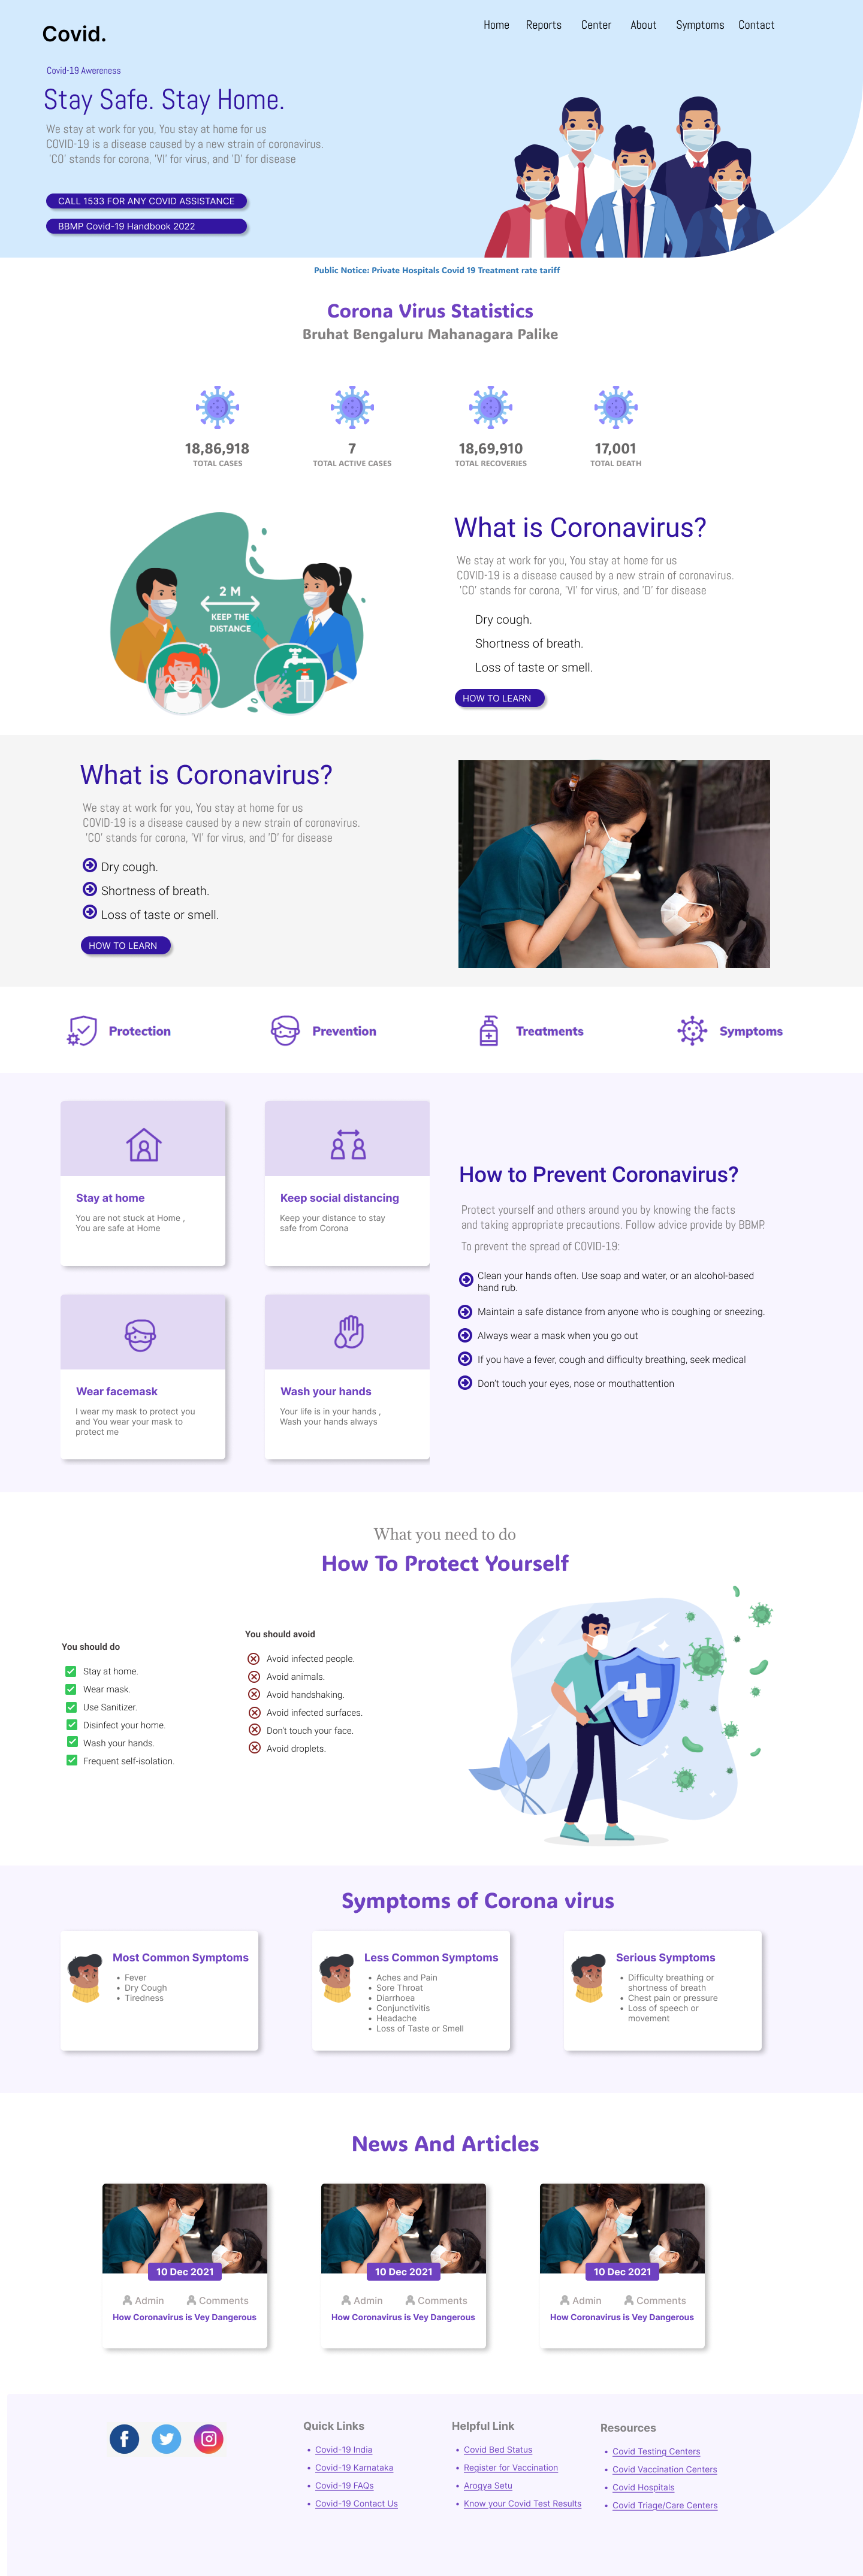 Covid.
Home Reports Center About Symptoms Contact
Covid-19 Awereness
Stay Safe. Stay Home.
We stay at work for you, You stay at home for us
COVID-19 is a disease caused by a new strain of coronavirus.
'CO' stands for corona, 'VI' for virus, and 'D' for disease
CALL 1533 FOR ANY COVID ASSISTANCE
BBMP Covid-19 Handbook 2022
Public Notice: Private Hospitals Covid 19 Treatment rate tariff
Corona Virus Statistics
Bruhat Bengaluru Mahanagara Palike
18,86,918
TOTAL CASES
7
TOTAL ACTIVE CASES
18,69,910
TOTAL RECOVERIES
17,001
TOTAL DEATH
2 M
KEEP THE
DISTANCE
What is Coronavirus?
We stay at work for you, You stay at home for us
COVID-19 is a disease caused by a new strain of coronavirus.
'CO' stands for corona, 'VI' for virus, and 'D' for disease
Dry cough.
Shortness of breath.
Loss of taste or smell.
HOW TO LEARN
What is Coronavirus?
We stay at work for you, You stay at home for us
COVID-19 is a disease caused by a new strain of coronavirus.
'CO' stands for corona, 'VI' for virus, and 'D' for disease
Dry cough.
Shortness of breath.
Loss of taste or smell.
HOW TO LEARN
Protection
Prevention
Treatments
Symptoms
Stay at home
You are not stuck at Home ,
You are safe at Home
Keep social distancing
Keep your distance to stay
safe from Corona
Wear facemask
I wear my mask to protect you
and You wear your mask to
protect me
Wash your hands
Your life is in your hands ,
Wash your hands always
How to Prevent Coronavirus?
Protect yourself and others around you by knowing the facts
and taking appropriate precautions. Follow advice provide by BBMP.
To prevent the spread of COVID-19:
Clean your hands often. Use soap and water, or an alcohol-based
hand rub.
Maintain a safe distance from anyone who is coughing or sneezing.
Always wear a mask when you go out
If you have a fever, cough and difficulty breathing, seek medical
Don't touch your eyes, nose or mouthattention
What you need to do
How To Protect Yourself
You should do
Stay at home.
Wear mask.
Use Sanitizer.
Disinfect your home.
Wash your hands.
Frequent self-isolation.
You should avoid
Avoid infected people.
Avoid animals.
Avoid handshaking.
Avoid infected surfaces.
Don't touch your face.
Avoid droplets.
Symptoms of Corona virus
Most Common Symptoms
• Fever
• Dry Cough
• Tiredness
Less Common Symptoms
• Aches and Pain
• Sore Throat
• Diarrhoea
• Conjunctivitis
• Headache
• Loss of Taste or Smell
Serious Symptoms
• Difficulty breathing or
shortness of breath
• Chest pain or pressure
• Loss of speech or
movement
News And Articles
10 Dec 2021
Admin Comments
How Coronavirus is Vey Dangerous
10 Dec 2021
Admin Comments
How Coronavirus is Vey Dangerous
10 Dec 2021
Admin Comments
How Coronavirus is Vey Dangerous
Quick Links
• Covid-19 India
• Covid-19 Karnataka
• Covid-19 FAQs
• Covid-19 Contact Us
Helpful Link
• Covid Bed Status
• Register for Vaccination
• Arogya Setu
• Know your Covid Test Results
Resources
• Covid Testing Centers
• Covid Vaccination Centers
• Covid Hospitals
• Covid Triage/Care Centers